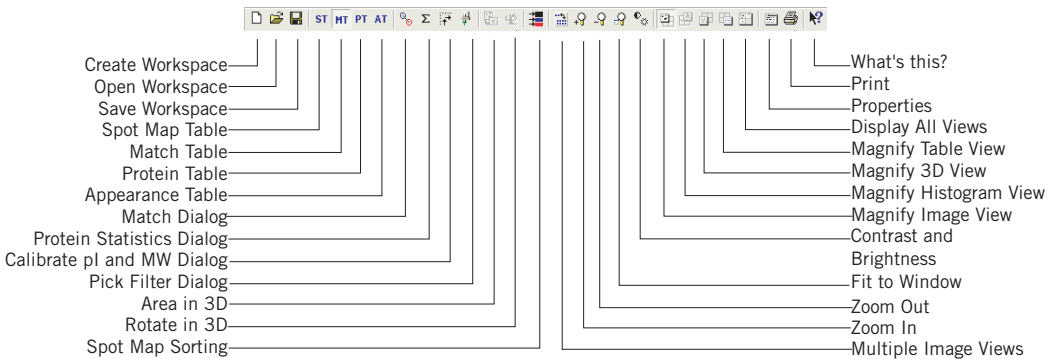 ST MT PT AT Σ
Create Workspace
Open Workspace
Save Workspace
Spot Map Table
Match Table
Protein Table
Appearance Table
Match Dialog
Protein Statistics Dialog
Calibrate pI and MW Dialog
Pick Filter Dialog
Area in 3D
Rotate in 3D
Spot Map Sorting
What's this?
Print
Properties
Display All Views
Magnify Table View
Magnify 3D View
Magnify Histogram View
Magnify Image View
Contrast and
Brightness
Fit to Window
Zoom Out
Zoom In
Multiple Image Views